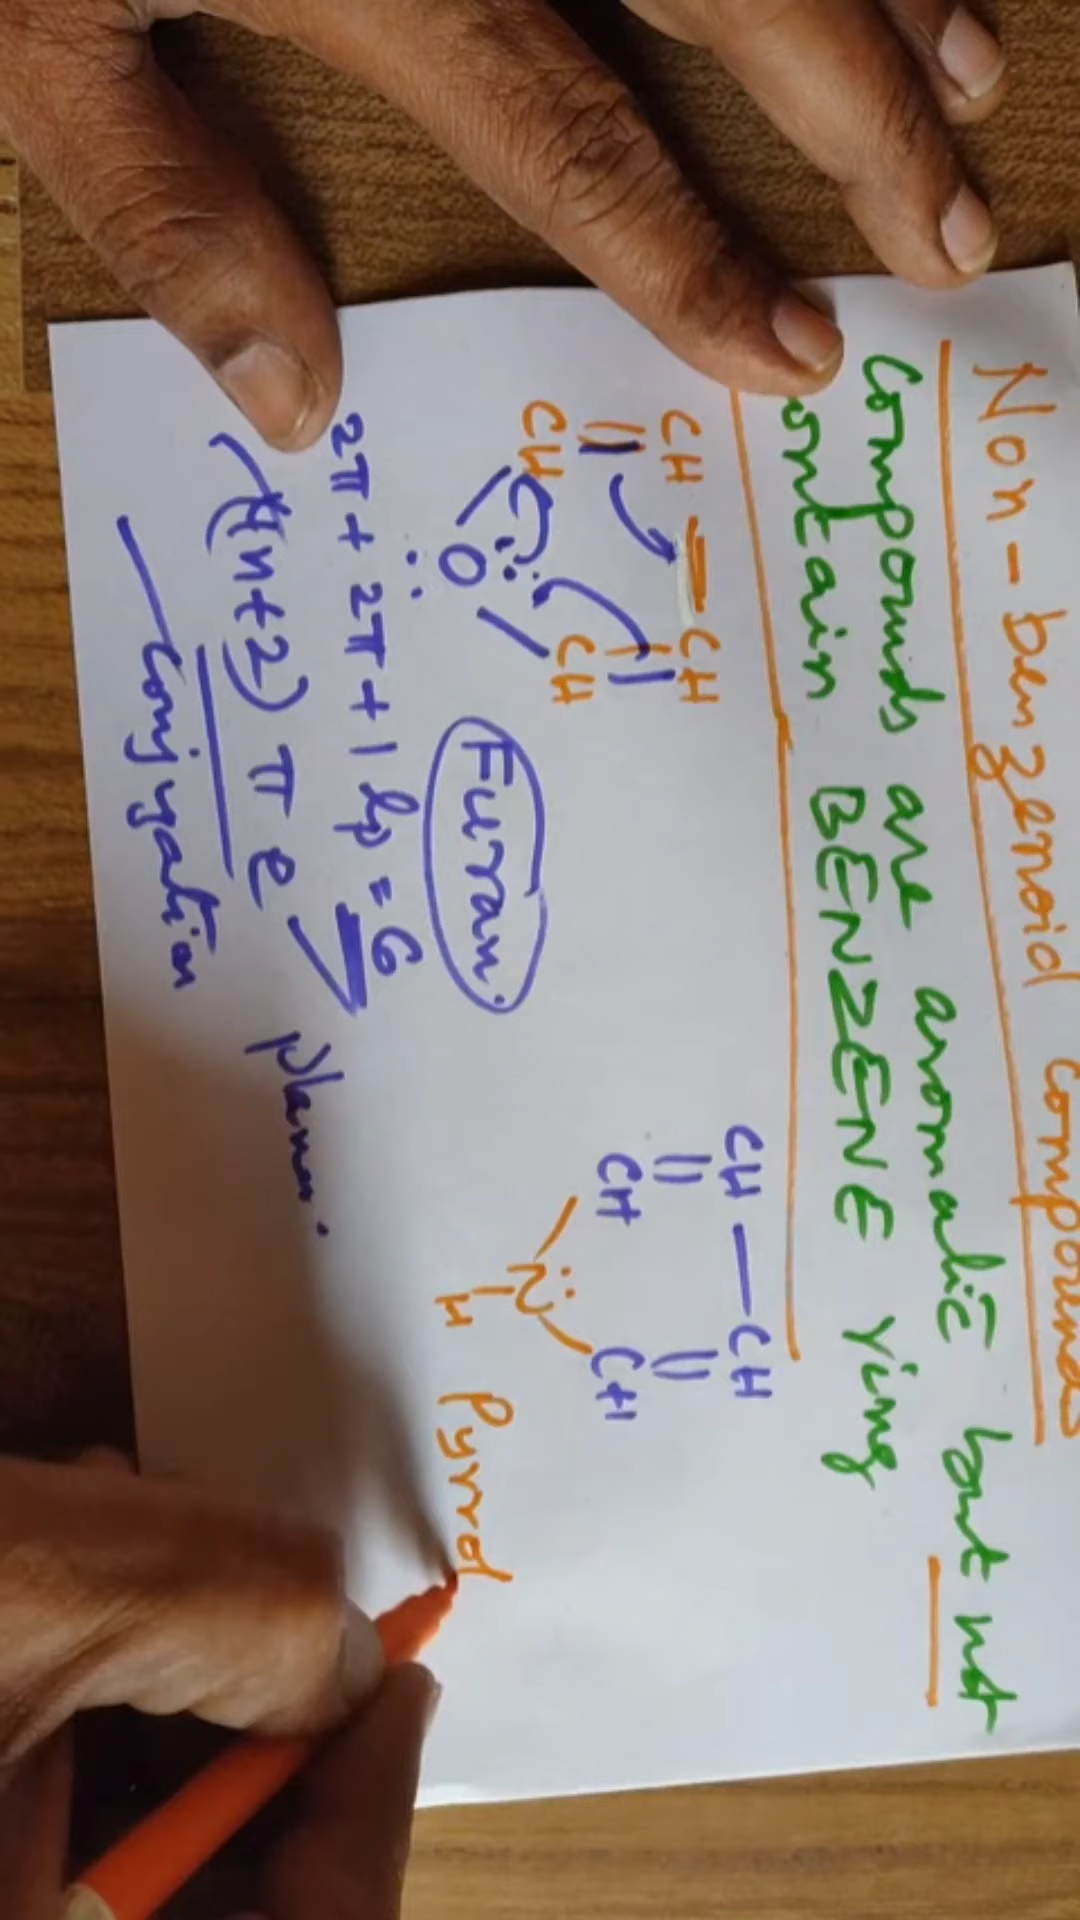 Non-benzenoid compounds
Compounds are aromatic but not
contain BENZENE ring
CH — CH
|| ||
CH CH
:O:
Furan.
2π + 2π + 1 lp = 6
(4n+2) π e
planar.
conjugation
CH — CH
|| ||
CH CH
N̈
H
Pyrrol